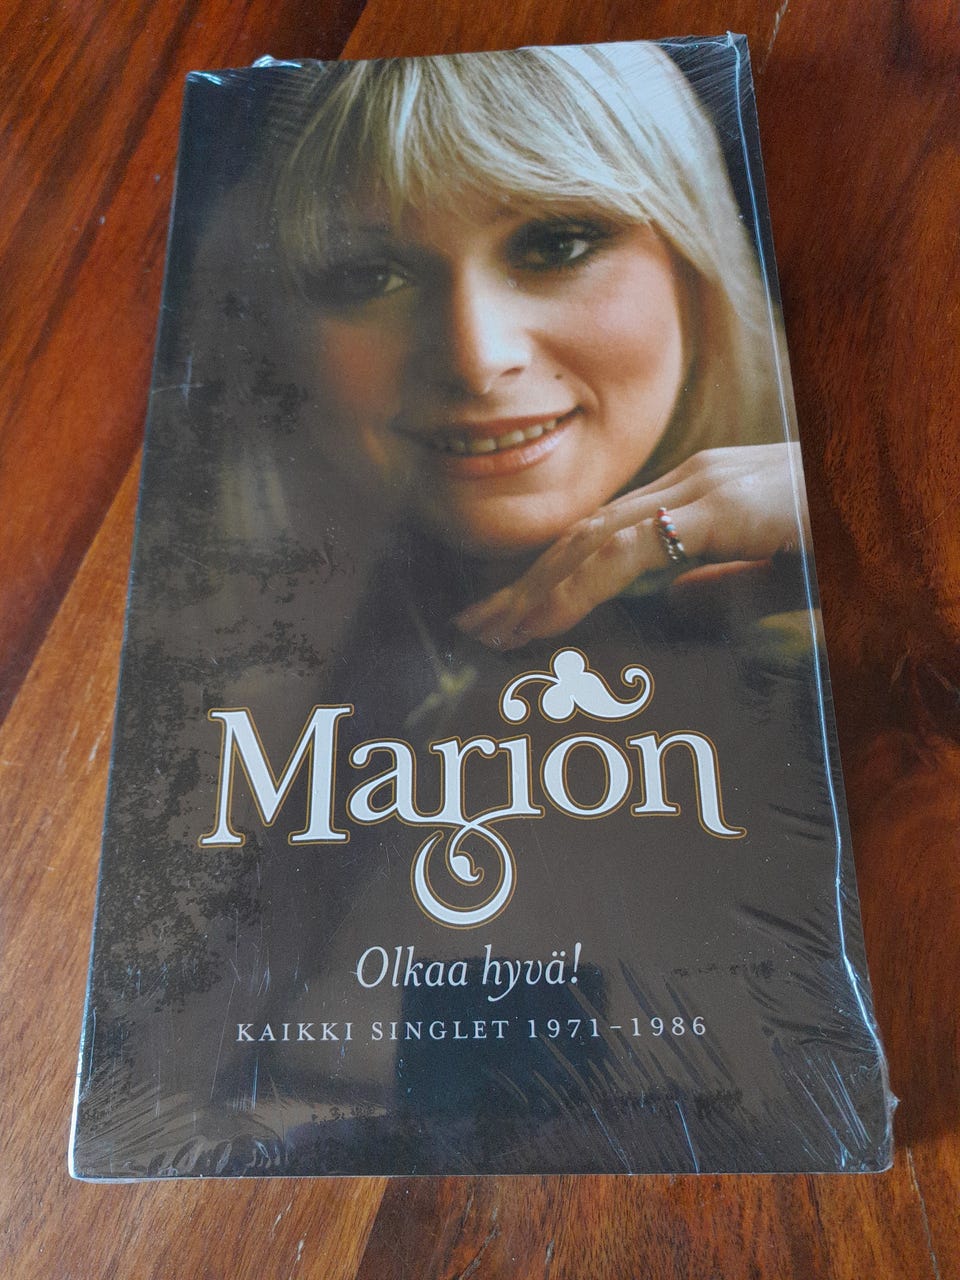 Marion
Olkaa hyvä!
KAIKKI SINGLET 1971–1986